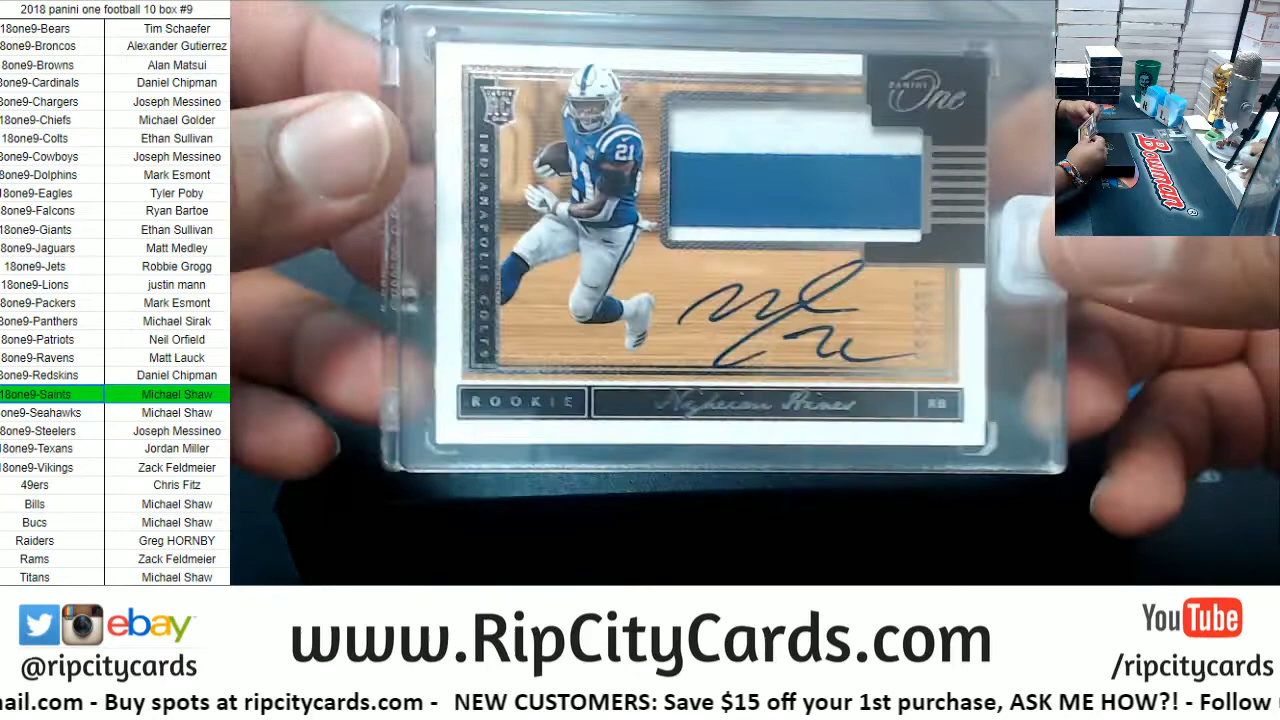 2018 panini one football 10 box #9
18one9-Bears Tim Schaefer
8one9-Broncos Alexander Gutierrez
8one9-Browns Alan Matsui
8one9-Cardinals Daniel Chipman
8one9-Chargers Joseph Messineo
8one9-Chiefs Michael Golder
18one9-Colts Ethan Sullivan
8one9-Cowboys Joseph Messineo
8one9-Dolphins Mark Esmont
8one9-Eagles Tyler Poby
8one9-Falcons Ryan Bartoe
8one9-Giants Ethan Sullivan
8one9-Jaguars Matt Medley
18one9-Jets Robbie Grogg
18one9-Lions justin mann
8one9-Packers Mark Esmont
8one9-Panthers Michael Sirak
8one9-Patriots Neil Orfield
8one9-Ravens Matt Lauck
8one9-Redskins Daniel Chipman
18one9-Saints Michael Shaw
one9-Seahawks Michael Shaw
8one9-Steelers Joseph Messineo
8one9-Texans Jordan Miller
18one9-Vikings Zack Feldmeier
49ers Chris Fitz
Bills Michael Shaw
Bucs Michael Shaw
Raiders Greg HORNBY
Rams Zack Feldmeier
Titans Michael Shaw
RC
INDIANAPOLIS COLTS
21
PANINI
One
ROOKIE Nyheim Hines RB
Bowman
ebay
@ripcitycards
www.RipCityCards.com
YouTube
/ripcitycards
mail.com - Buy spots at ripcitycards.com - NEW CUSTOMERS: Save $15 off your 1st purchase, ASK ME HOW?! - Follow